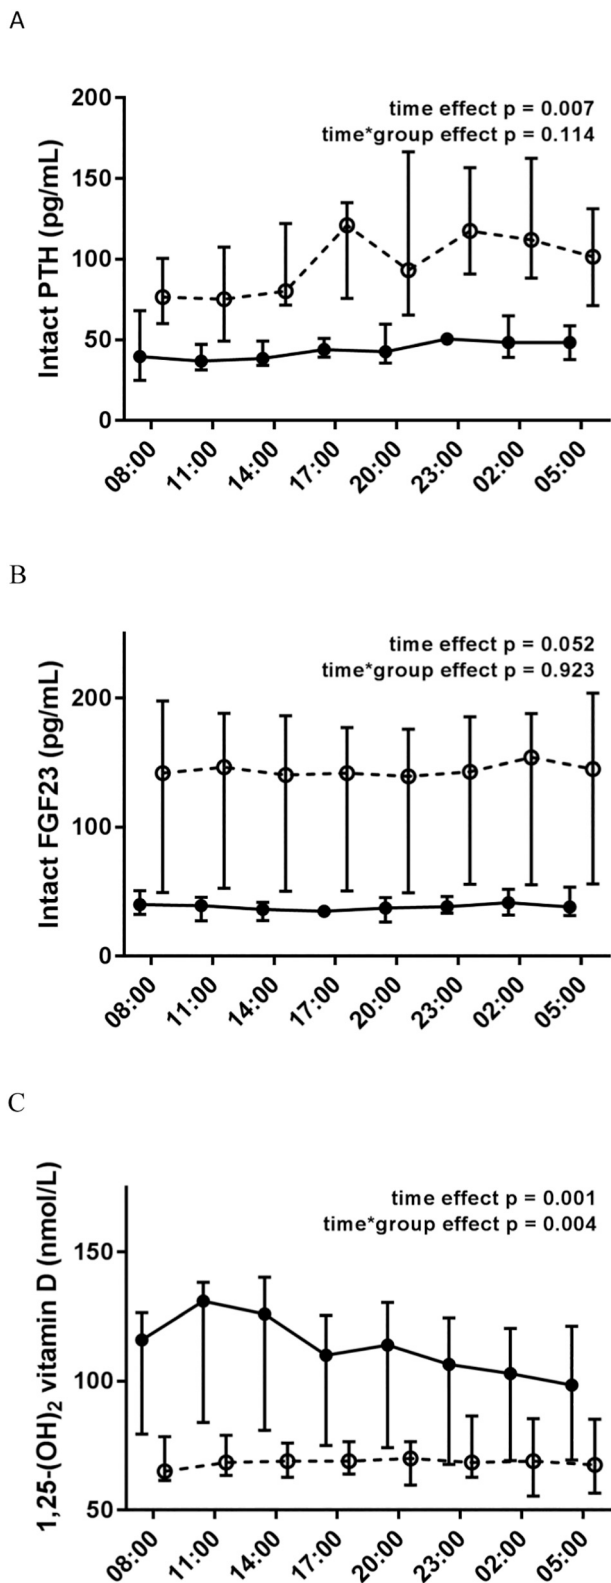 A
time effect p = 0.007
time*group effect p = 0.114
Intact PTH (pg/mL)
200
150
100
50
0
08:00 11:00 14:00 17:00 20:00 23:00 02:00 05:00
B
time effect p = 0.052
time*group effect p = 0.923
Intact FGF23 (pg/mL)
200
100
0
08:00 11:00 14:00 17:00 20:00 23:00 02:00 05:00
C
time effect p = 0.001
time*group effect p = 0.004
1,25-(OH)₂ vitamin D (nmol/L)
150
100
50
08:00 11:00 14:00 17:00 20:00 23:00 02:00 05:00